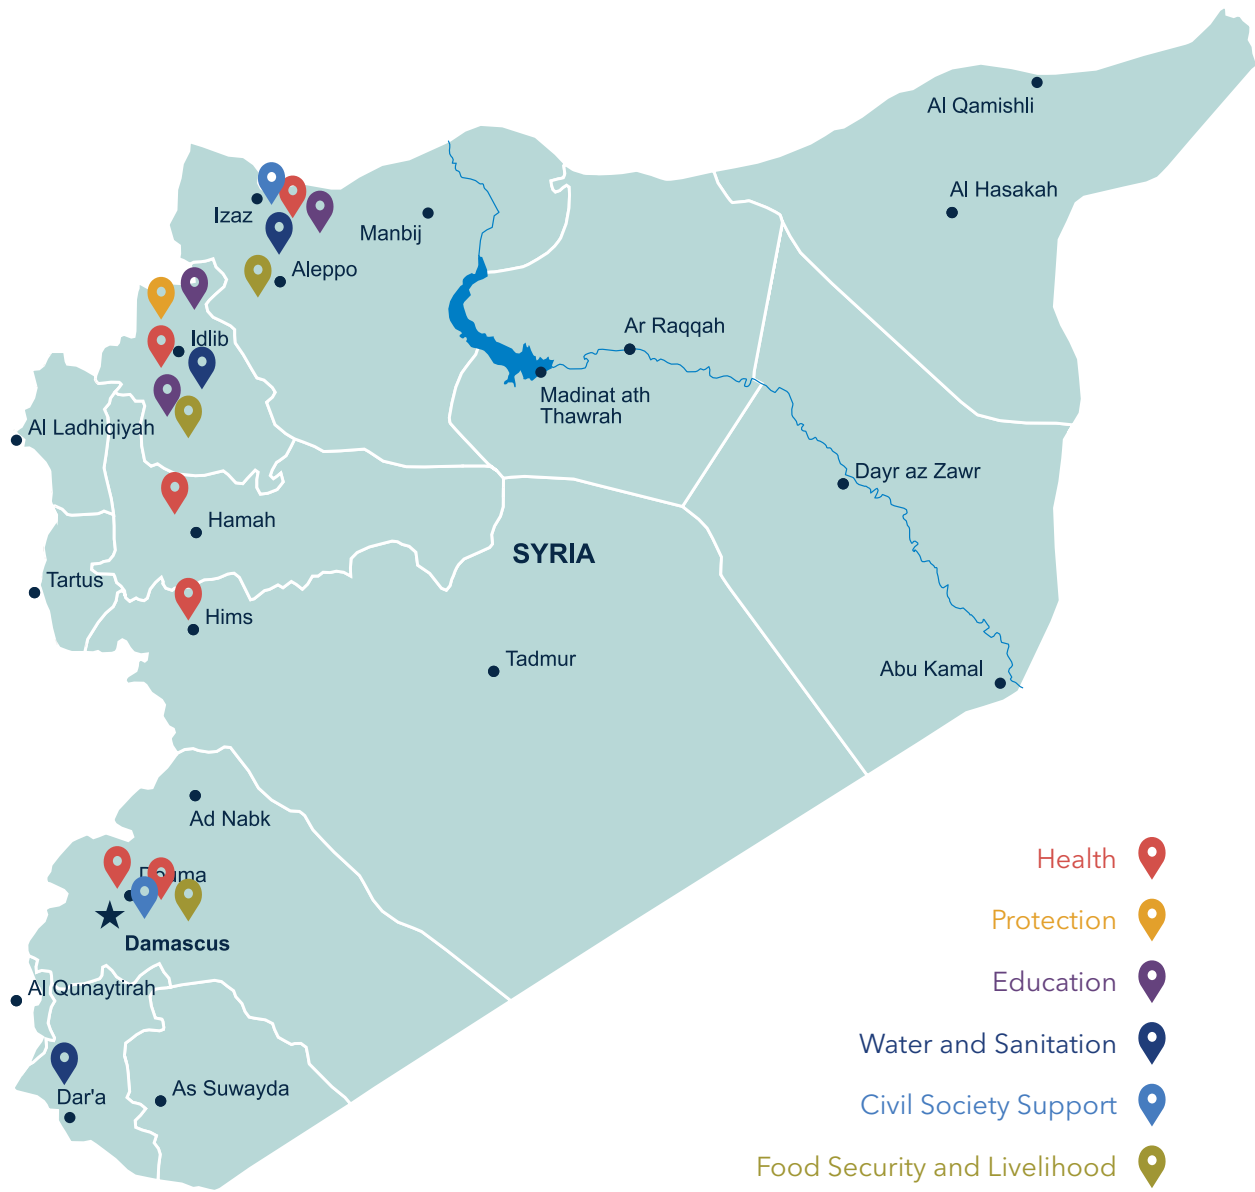 Al Qamishli
Al Hasakah
Izaz
Manbij
Aleppo
Idlib
Ar Raqqah
Madinat ath
Thawrah
Al Ladhiqiyah
Dayr az Zawr
Hamah
SYRIA
Tartus
Hims
Tadmur
Abu Kamal
Ad Nabk
Douma
Damascus
Al Qunaytirah
Dar'a
As Suwayda
Health
Protection
Education
Water and Sanitation
Civil Society Support
Food Security and Livelihood